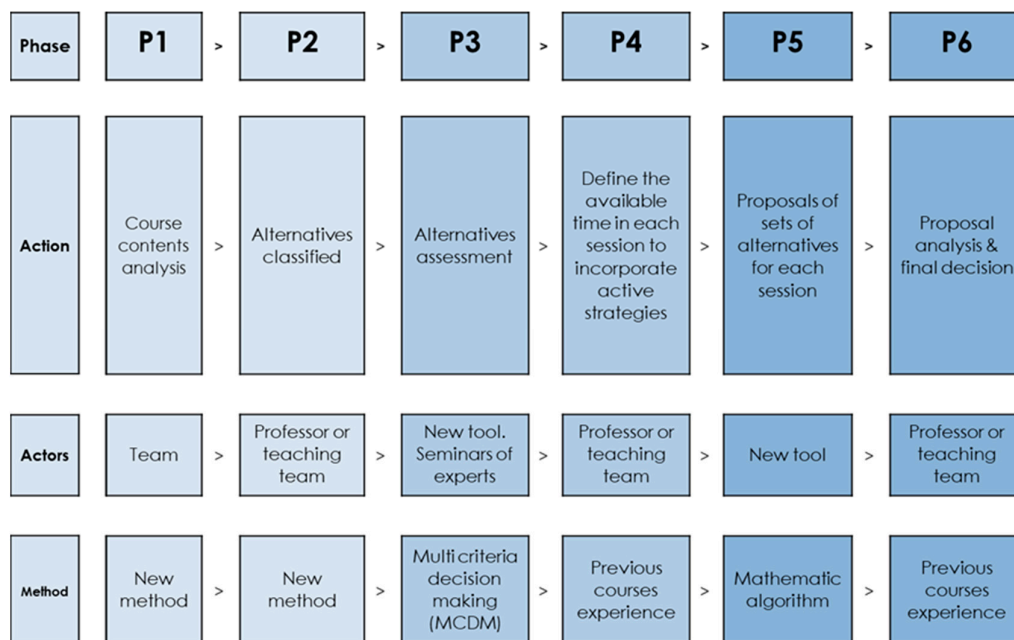 Phase
P1
>
P2
>
P3
>
P4
>
P5
>
P6
Action
Course
contents
analysis
>
Alternatives
classified
>
Alternatives
assessment
>
Define the
available
time in each
session to
incorporate
active
strategies
>
Proposals of
sets of
alternatives
for each
session
>
Proposal
analysis &
final decision
Actors
Team
>
Professor or
teaching
team
>
New tool.
Seminars of
experts
>
Professor or
teaching
team
>
New tool
>
Professor or
teaching
team
Method
New
method
>
New
method
>
Multi criteria
decision
making
(MCDM)
>
Previous
courses
experience
>
Mathematic
algorithm
>
Previous
courses
experience